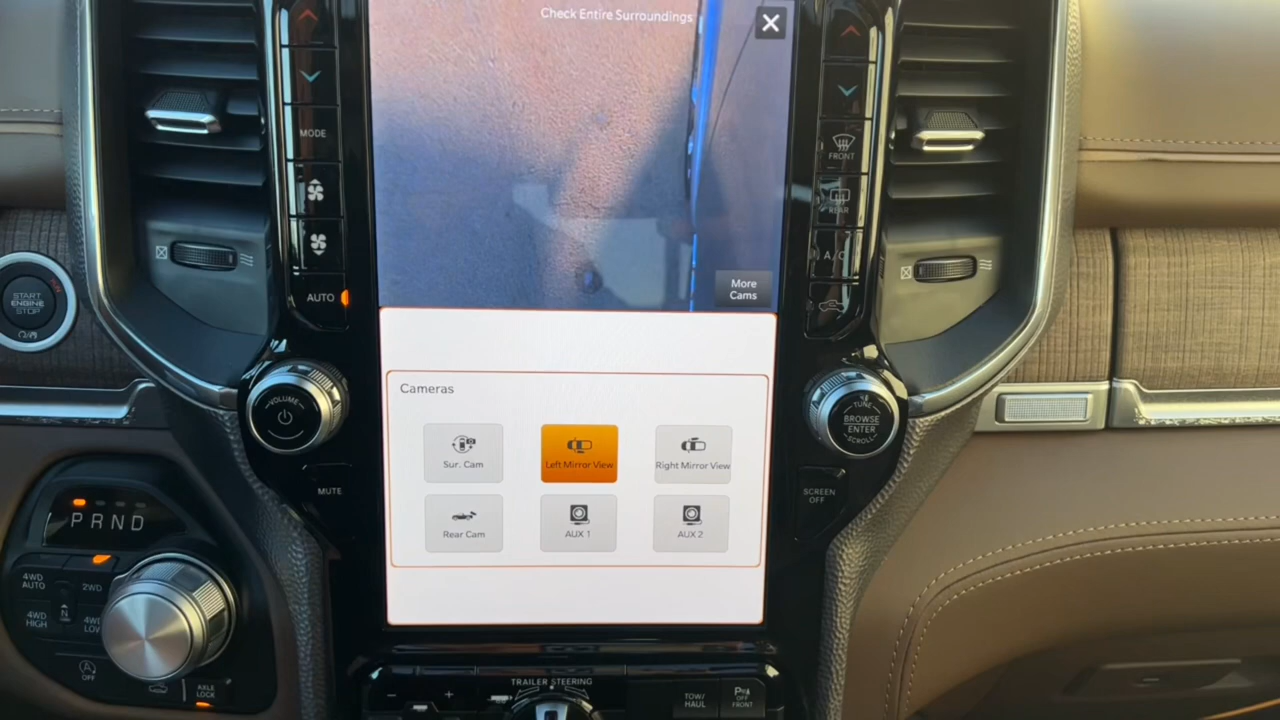 Check Entire Surroundings
MODE
FRONT
REAR
A/C
More
Cams
START
ENGINE
STOP
AUTO
Cameras
VOLUME
TUNE
BROWSE
ENTER
SCROLL
Sur. Cam
Left Mirror View
Right Mirror View
MUTE
SCREEN
OFF
PRND
Rear Cam
AUX 1
AUX 2
4WD
AUTO
2WD
4WD
HIGH
N
4WD
LOW
OFF
AXLE
LOCK
TRAILER STEERING
- +
TOW/
HAUL
OFF
FRONT